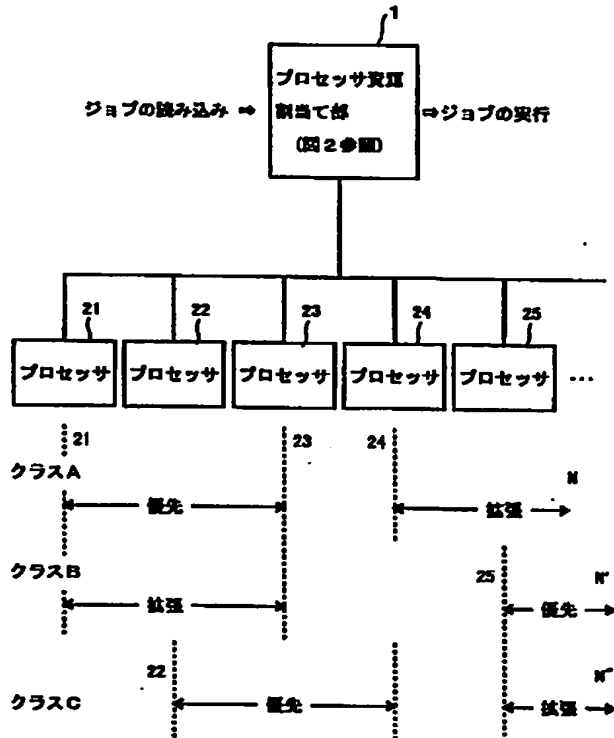 1
プロセッサ資源
ジョブの読み込み ⇨ 割当て部 ⇨ジョブの実行
(図2参照)
21 22 23 24 25
プロセッサ プロセッサ プロセッサ プロセッサ プロセッサ …
21 23 24
クラスA
N
優先 拡張
クラスB 25 N'
拡張 優先
22 N"
クラスC 優先 拡張